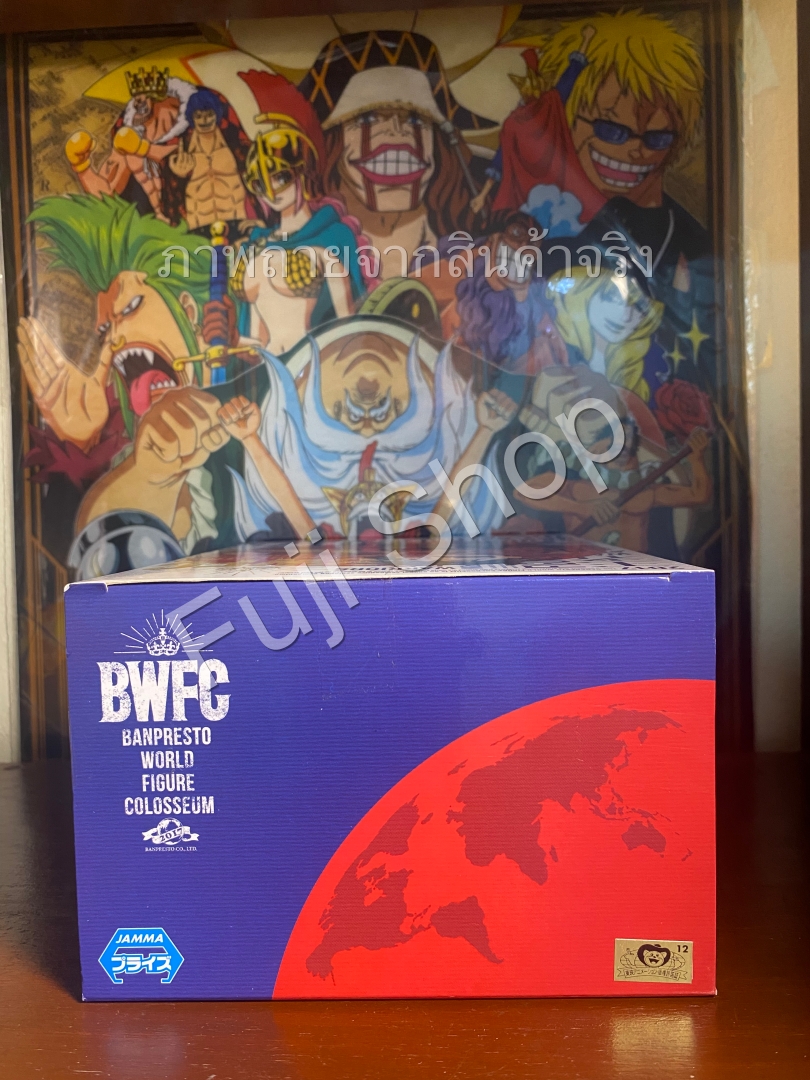 ภาพถ่ายจากสินค้าจริง
Fuji Shop
BWFC
BANPRESTO
WORLD
FIGURE
COLOSSEUM
2017
BANPRESTO CO., LTD.
JAMMA
プライズ
12